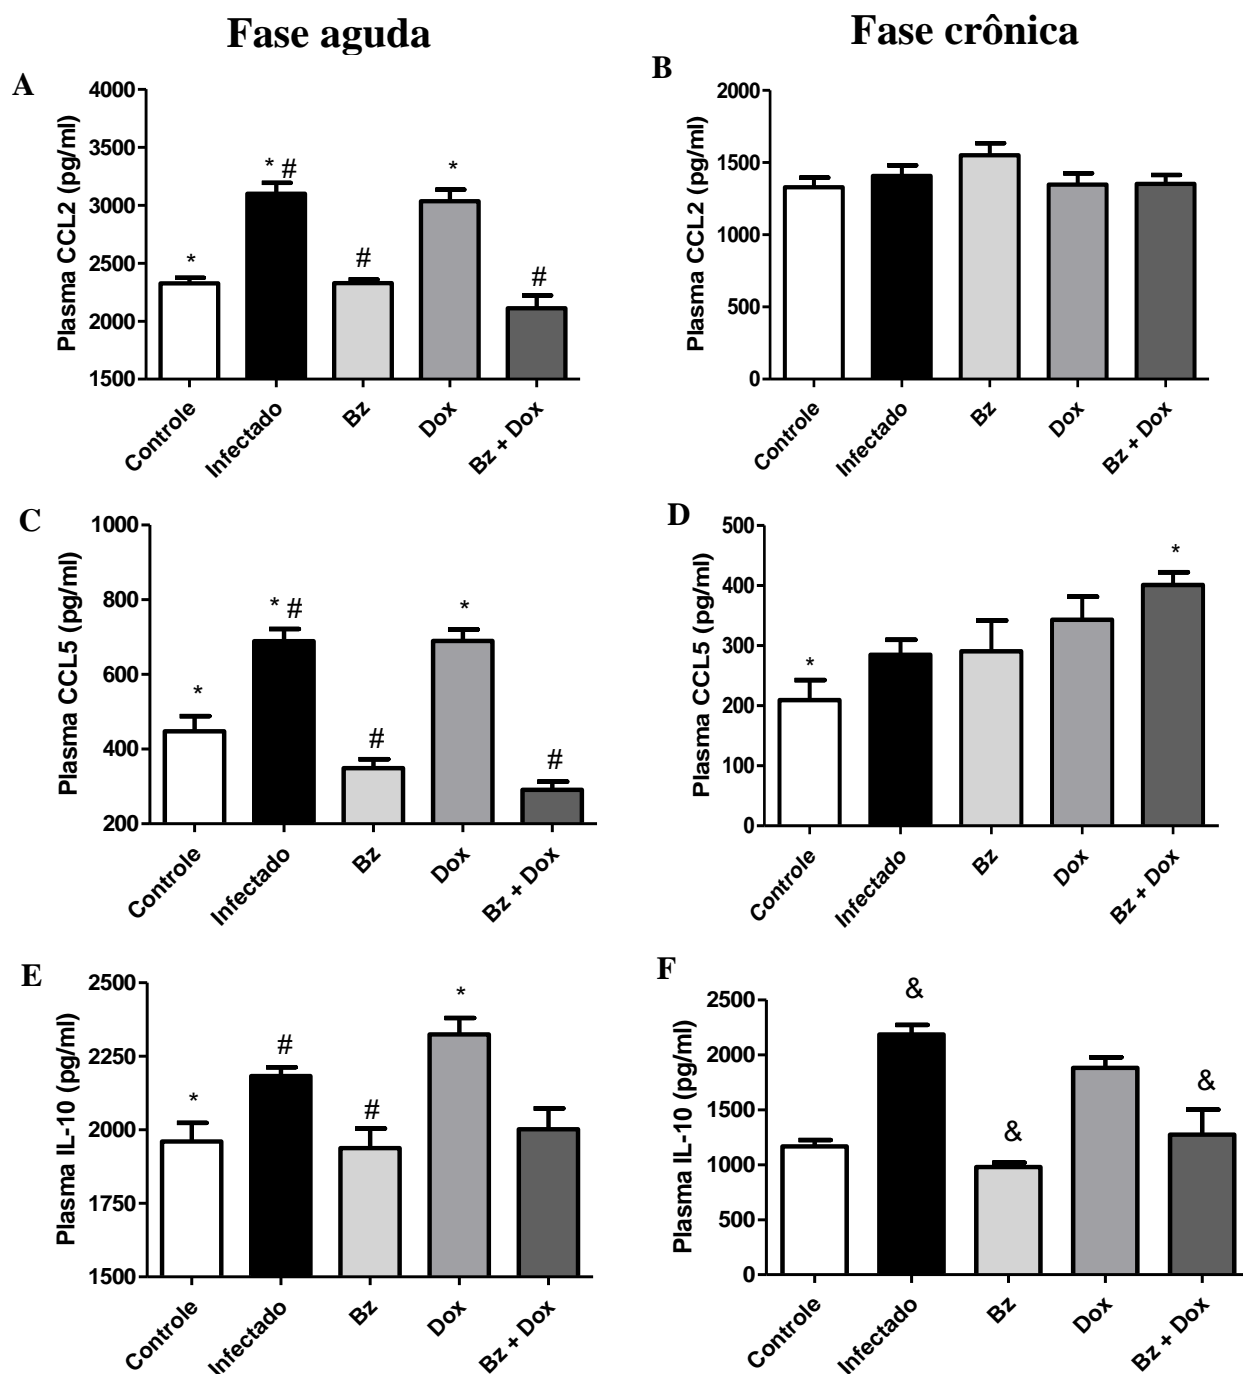 Fase aguda
Fase crônica
A
Plasma CCL2 (pg/ml)
4000
3500
3000
2500
2000
1500
*
* #
#
*
#
Controle
Infectado
Bz
Dox
Bz + Dox
B
Plasma CCL2 (pg/ml)
2000
1500
1000
500
0
Controle
Infectado
Bz
Dox
Bz + Dox
C
Plasma CCL5 (pg/ml)
1000
800
600
400
200
*
* #
#
*
#
Controle
Infectado
Bz
Dox
Bz + Dox
D
Plasma CCL5 (pg/ml)
500
400
300
200
100
0
*
*
Controle
Infectado
Bz
Dox
Bz + Dox
E
Plasma IL-10 (pg/ml)
2500
2250
2000
1750
1500
*
#
#
*
Controle
Infectado
Bz
Dox
Bz + Dox
F
Plasma IL-10 (pg/ml)
2500
2000
1500
1000
500
0
&
&
&
Controle
Infectado
Bz
Dox
Bz + Dox